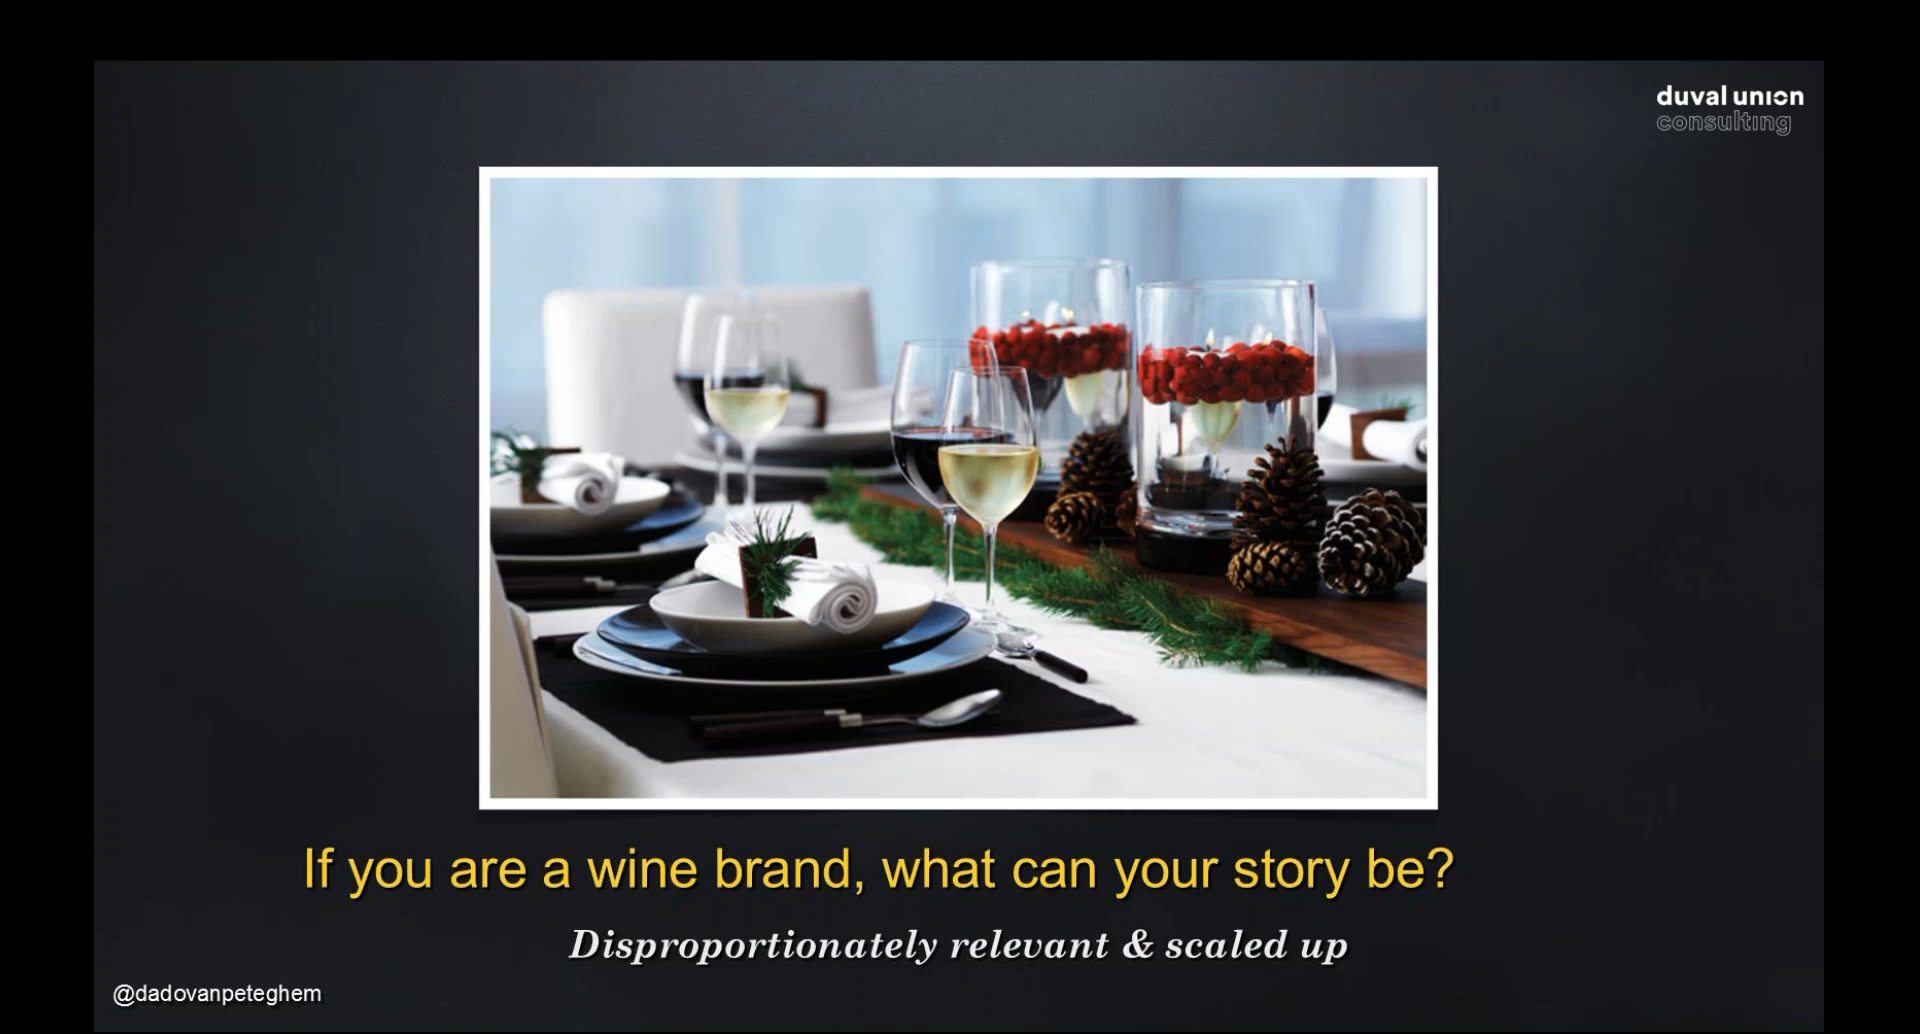 duval union
consulting
If you are a wine brand, what can your story be?
Disproportionately relevant & scaled up
@dadovanpeteghem